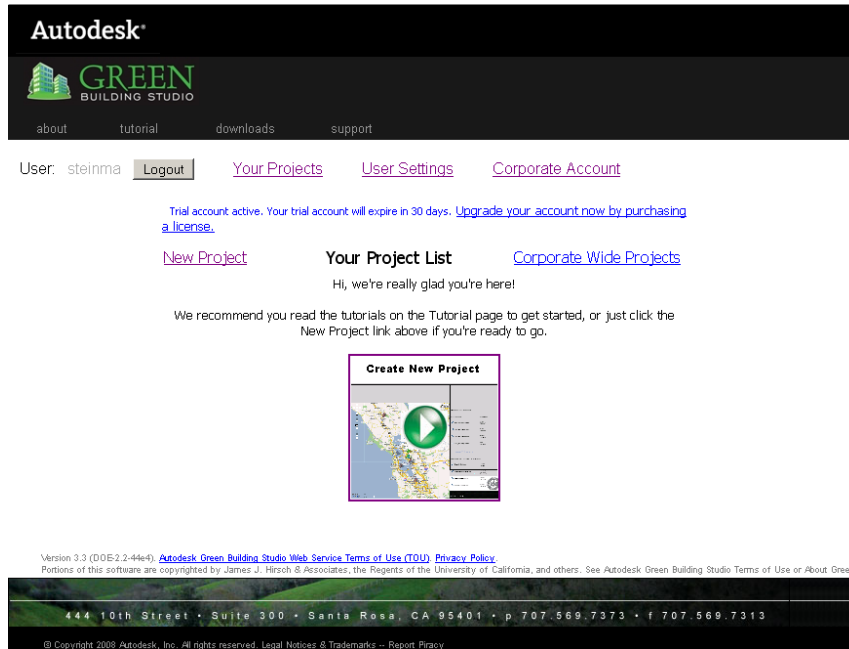 Autodesk®
GREEN
BUILDING STUDIO
about tutorial downloads support
User: steinma Logout Your Projects User Settings Corporate Account
Trial account active. Your trial account will expire in 30 days. Upgrade your account now by purchasing
a license.
New Project Your Project List Corporate Wide Projects
Hi, we're really glad you're here!
We recommend you read the tutorials on the Tutorial page to get started, or just click the
New Project link above if you're ready to go.
Create New Project
Version 3.3 (DOE-2.2-44e4). Autodesk Green Building Studio Web Service Terms of Use (TOU). Privacy Policy.
Portions of this software are copyrighted by James J. Hirsch & Associates, the Regents of the University of California, and others. See Autodesk Green Building Studio Terms of Use or About Gree
444 10th Street • Suite 300 • Santa Rosa, CA 95401 • p 707.569.7373 • f 707.569.7313
© Copyright 2008 Autodesk, Inc. All rights reserved. Legal Notices & Trademarks -- Report Piracy